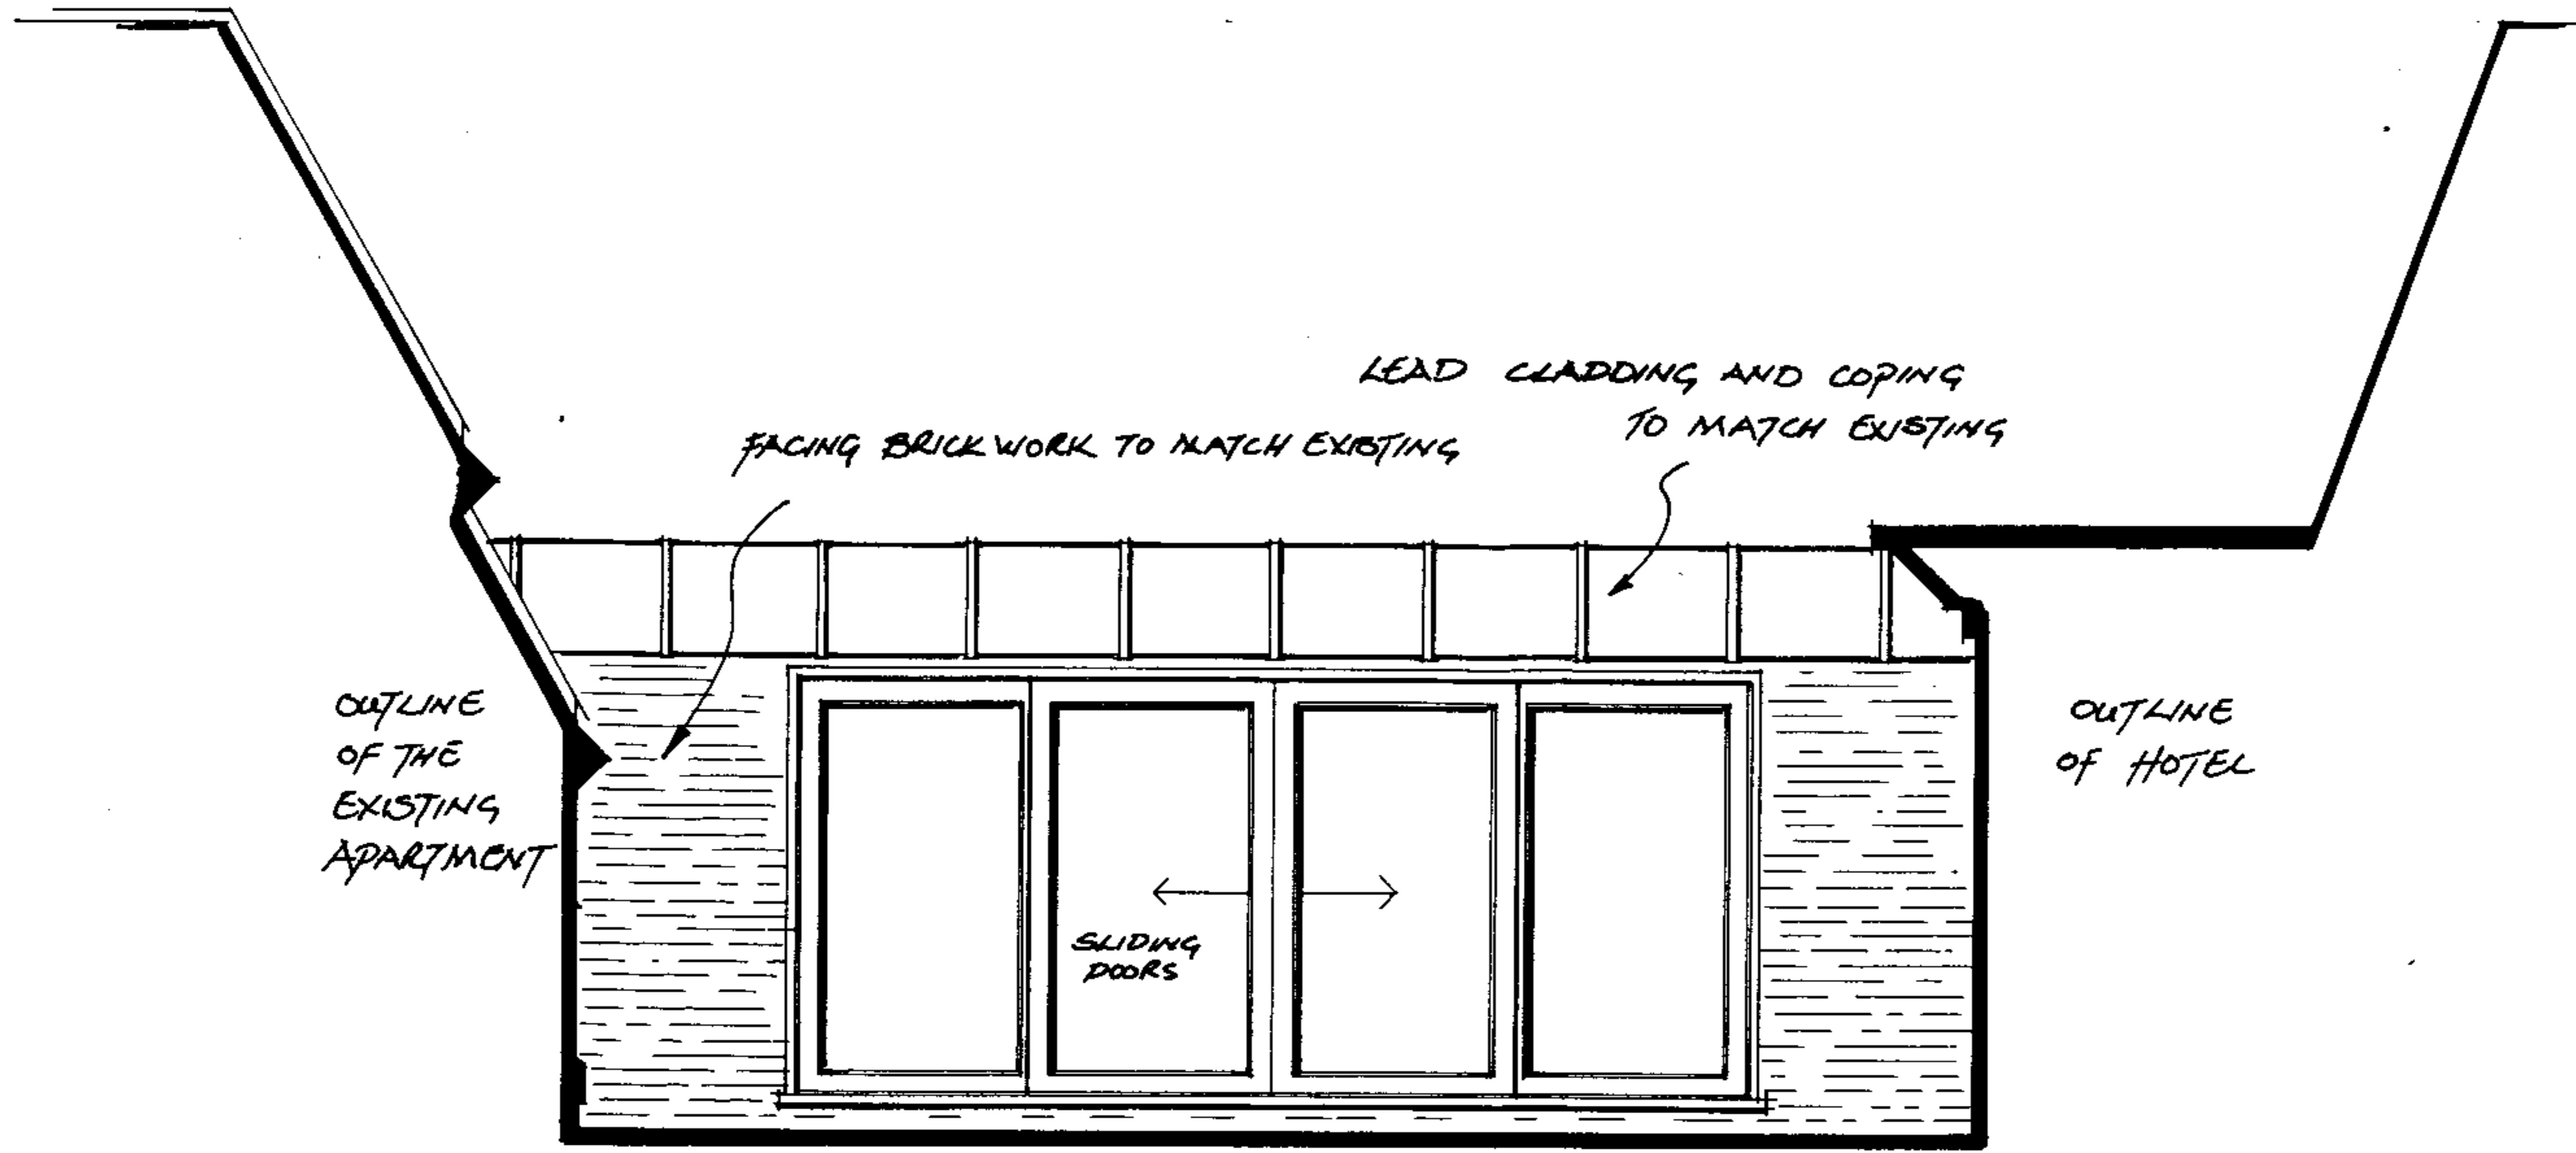 LEAD CLADDING AND COPING
TO MATCH EXISTING
FACING BRICKWORK TO MATCH EXISTING
OUTLINE
OF THE
EXISTING
APARTMENT
OUTLINE
OF HOTEL
SLIDING
DOORS